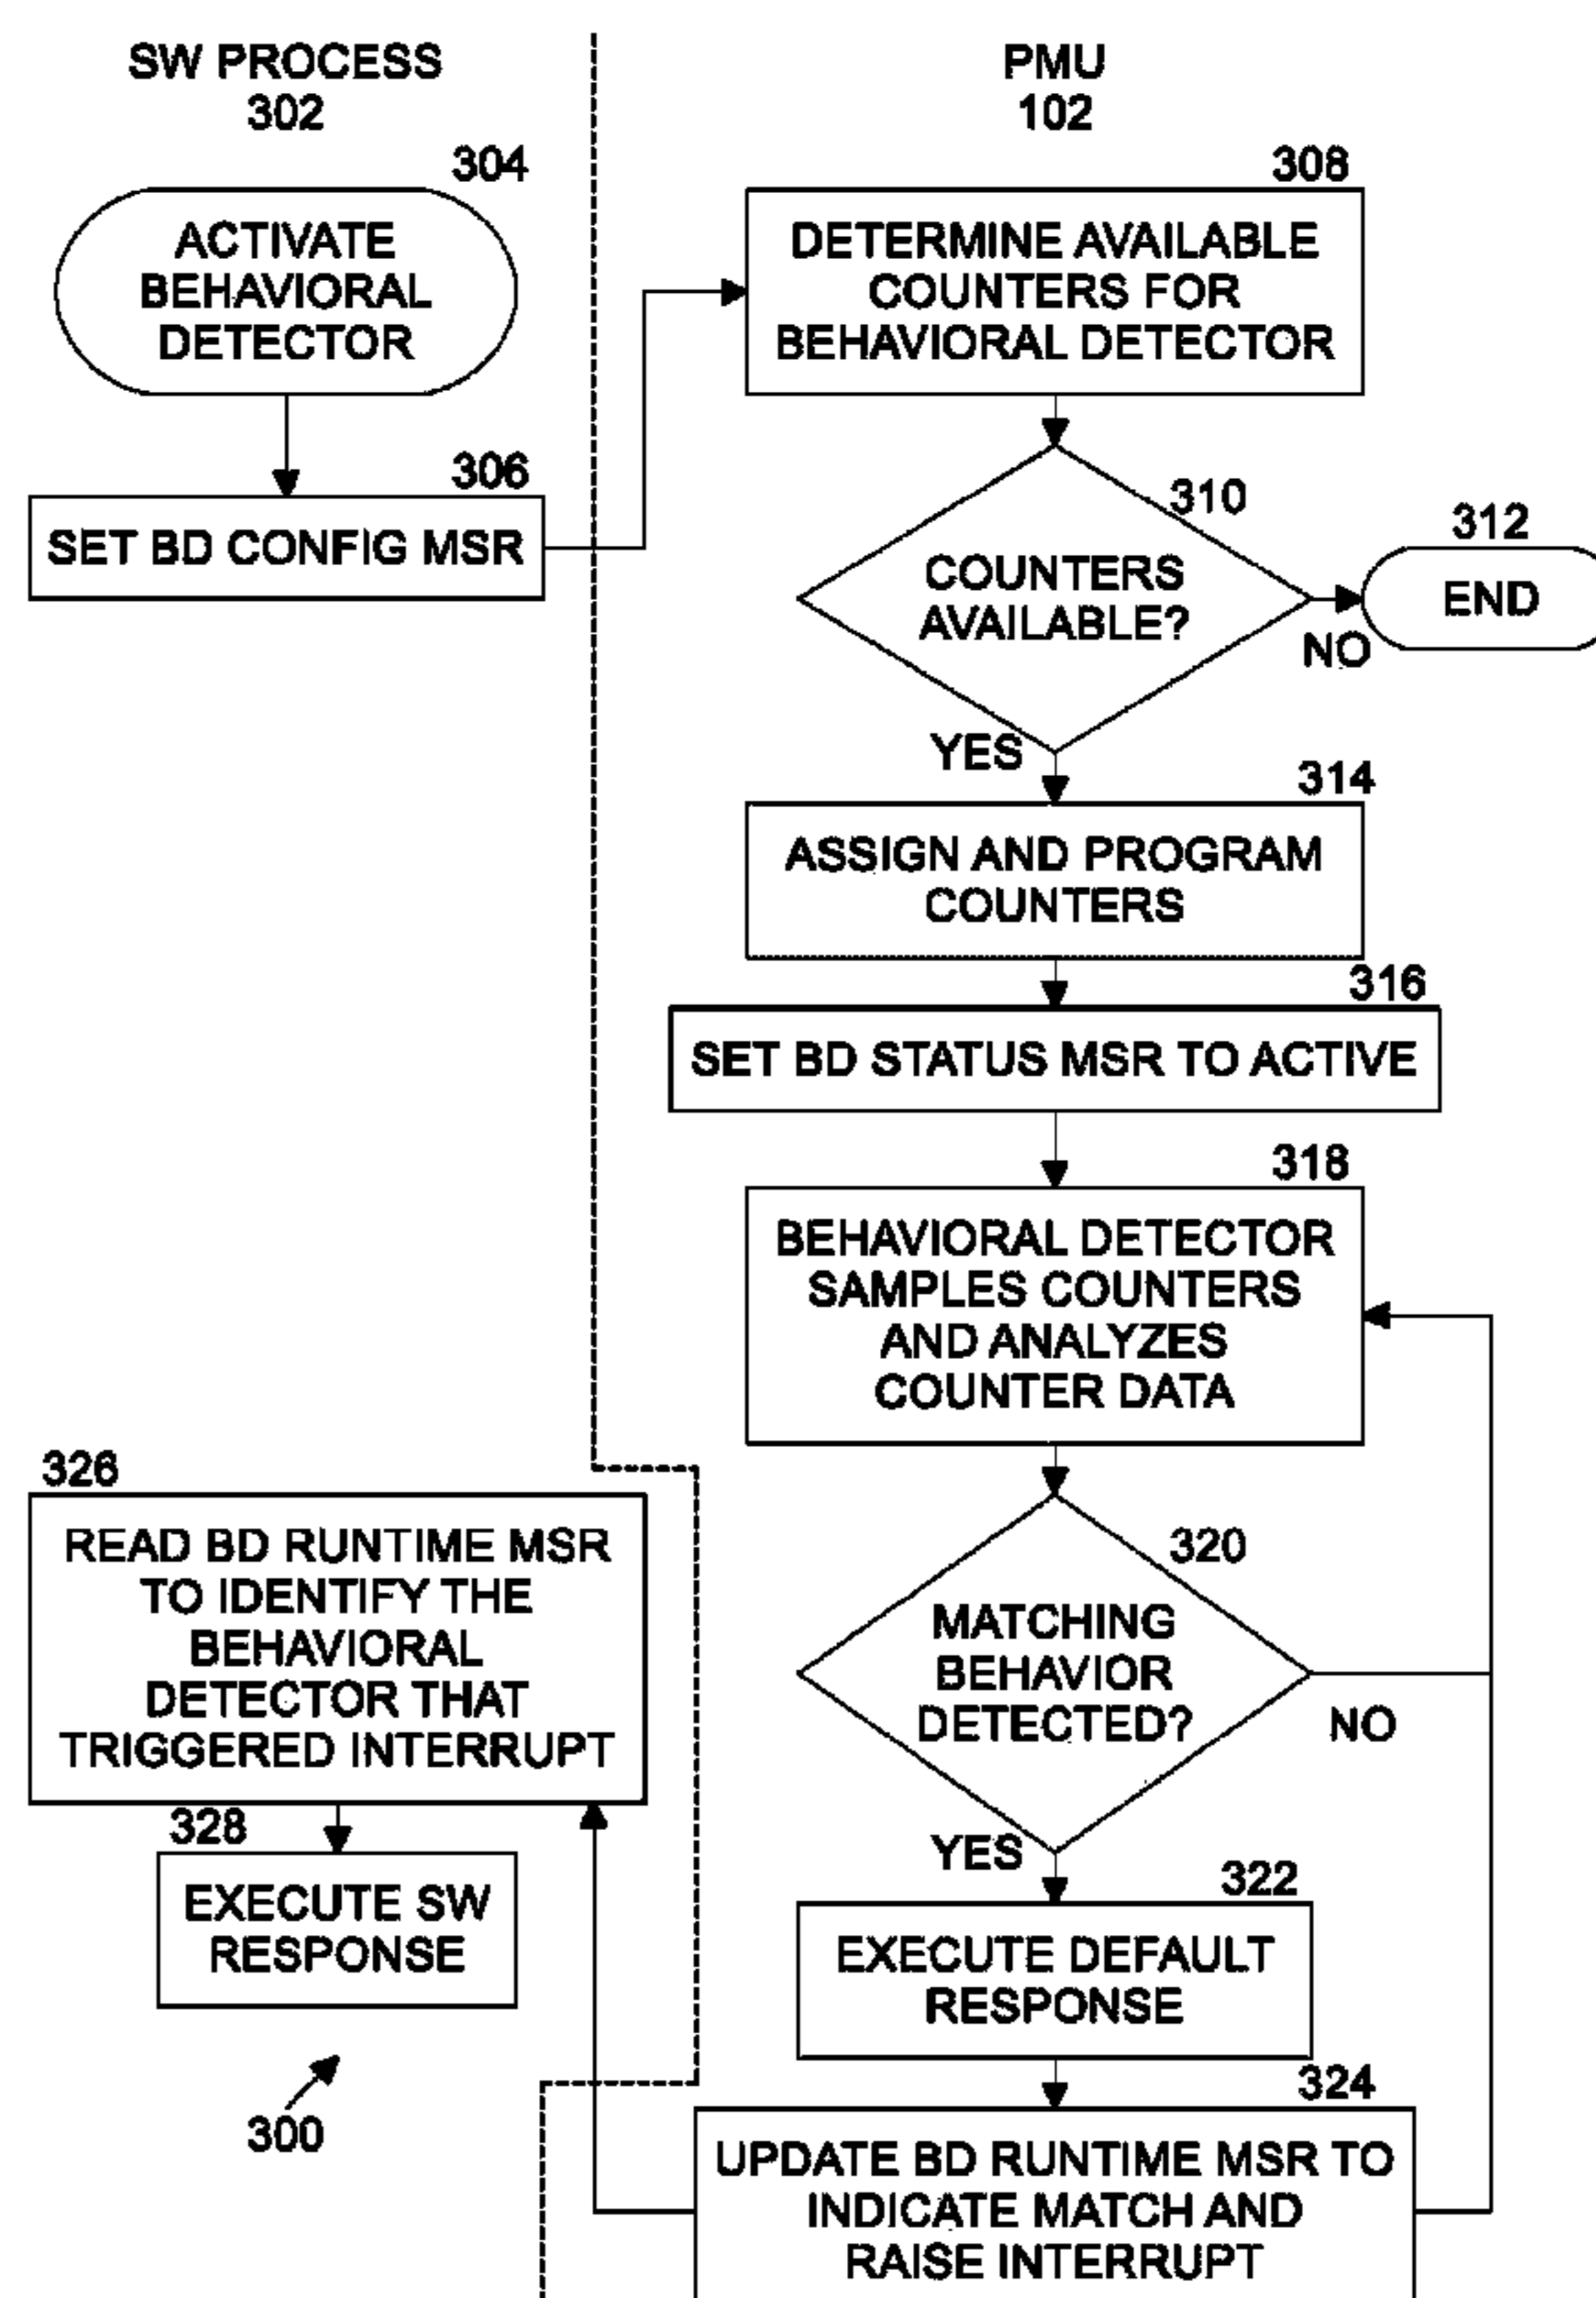 SW PROCESS
302
PMU
102
304
ACTIVATE
BEHAVIORAL
DETECTOR
306
SET BD CONFIG MSR
308
DETERMINE AVAILABLE
COUNTERS FOR
BEHAVIORAL DETECTOR
310
COUNTERS
AVAILABLE?
312
END
NO
YES
314
ASSIGN AND PROGRAM
COUNTERS
316
SET BD STATUS MSR TO ACTIVE
318
BEHAVIORAL DETECTOR
SAMPLES COUNTERS
AND ANALYZES
COUNTER DATA
320
MATCHING
BEHAVIOR
DETECTED?
NO
YES
322
EXECUTE DEFAULT
RESPONSE
324
UPDATE BD RUNTIME MSR TO
INDICATE MATCH AND
RAISE INTERRUPT
326
READ BD RUNTIME MSR
TO IDENTIFY THE
BEHAVIORAL
DETECTOR THAT
TRIGGERED INTERRUPT
328
EXECUTE SW
RESPONSE
300